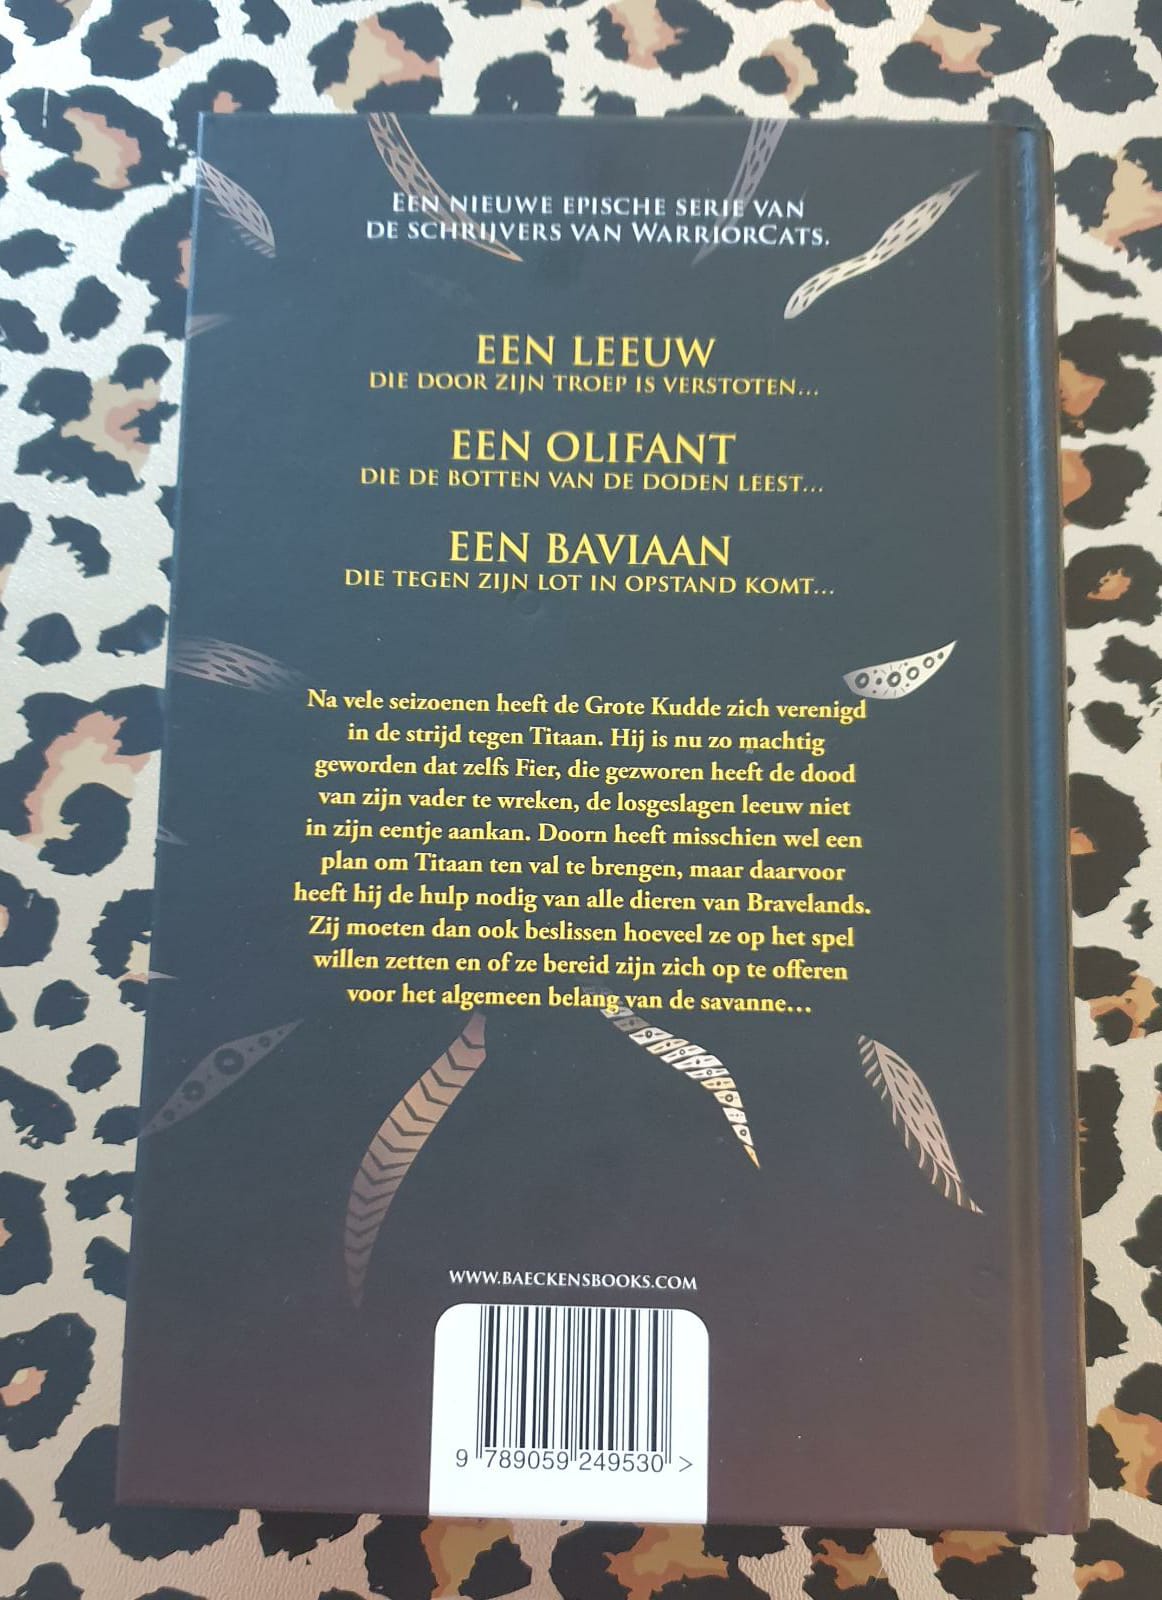 Een nieuwe epische serie van
de schrijvers van WarriorCats.
EEN LEEUW
DIE DOOR ZIJN TROEP IS VERSTOTEN...
EEN OLIFANT
DIE DE BOTTEN VAN DE DODEN LEEST...
EEN BAVIAAN
DIE TEGEN ZIJN LOT IN OPSTAND KOMT...
Na vele seizoenen heeft de Grote Kudde zich verenigd
in de strijd tegen Titaan. Hij is nu zo machtig
geworden dat zelfs Fier, die gezworen heeft de dood
van zijn vader te wreken, de losgeslagen leeuw niet
in zijn eentje aankan. Doorn heeft misschien wel een
plan om Titaan ten val te brengen, maar daarvoor
heeft hij de hulp nodig van alle dieren van Bravelands.
Zij moeten dan ook beslissen hoeveel ze op het spel
willen zetten en of ze bereid zijn zich op te offeren
voor het algemeen belang van de savanne...
WWW.BAECKENSBOOKS.COM
9 789059 249530 >